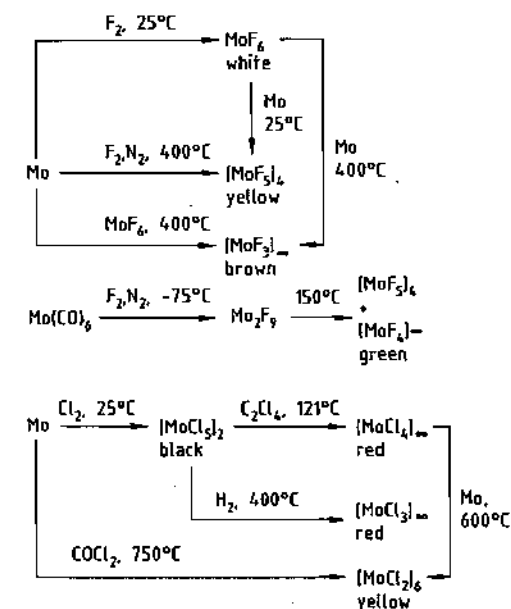 F₂, 25°C
MoF₆
white
Mo
25°C
Mo
400°C
Mo
F₂,N₂, 400°C
[MoF₅]₄
yellow
MoF₆, 400°C
[MoF₃]∞
brown
Mo(CO)₆
F₂,N₂, -75°C
Mo₂F₉
150°C
[MoF₅]₄
+
[MoF₄]∞
green
Mo
Cl₂, 25°C
[MoCl₅]₂
black
C₂Cl₄, 121°C
[MoCl₄]∞
red
H₂, 400°C
[MoCl₃]∞
red
Mo,
600°C
COCl₂, 750°C
[MoCl₂]₆
yellow